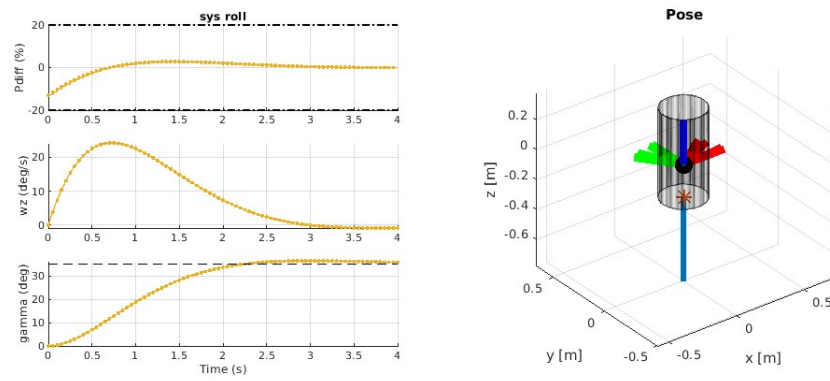 sys roll
Pdiff (%)
20
0
-20
0 0.5 1 1.5 2 2.5 3 3.5 4
wz (deg/s)
20
10
0
0 0.5 1 1.5 2 2.5 3 3.5 4
gamma (deg)
30
20
10
0
0 0.5 1 1.5 2 2.5 3 3.5 4
Time (s)
Pose
z [m]
0.2
0
-0.2
-0.4
-0.6
0.5
0
-0.5
y [m]
-0.5
0
0.5
x [m]